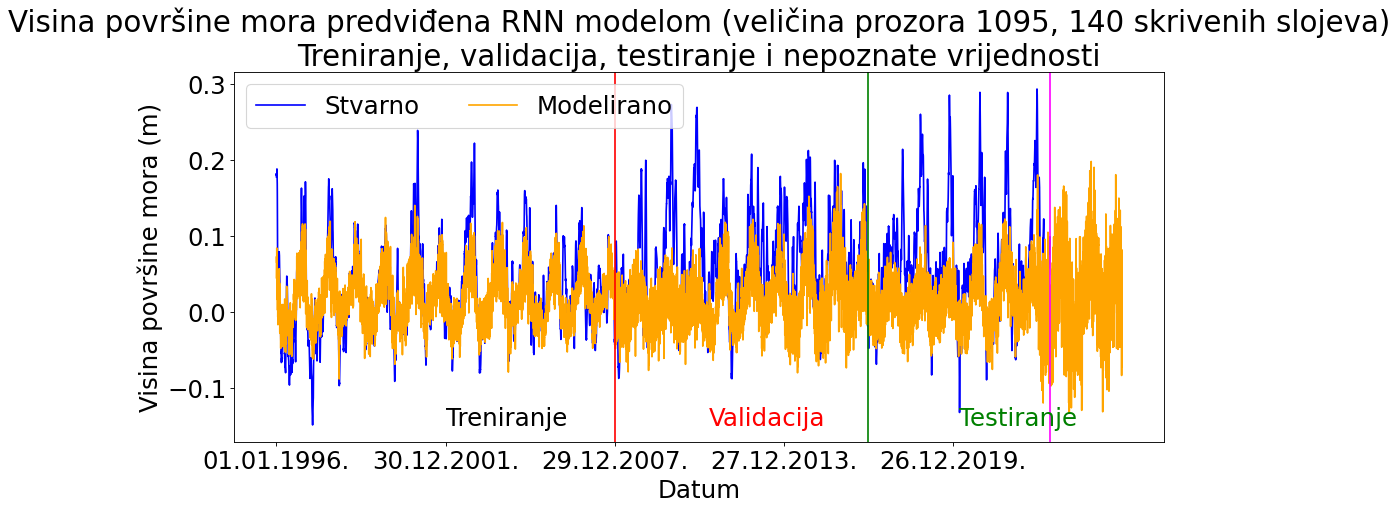 Visina površine mora predviđena RNN modelom (veličina prozora 1095, 140 skrivenih slojeva)
Treniranje, validacija, testiranje i nepoznate vrijednosti
Stvarno Modelirano
Visina površine mora (m)
0.3
0.2
0.1
0.0
−0.1
Treniranje Validacija Testiranje
01.01.1996. 30.12.2001. 29.12.2007. 27.12.2013. 26.12.2019.
Datum